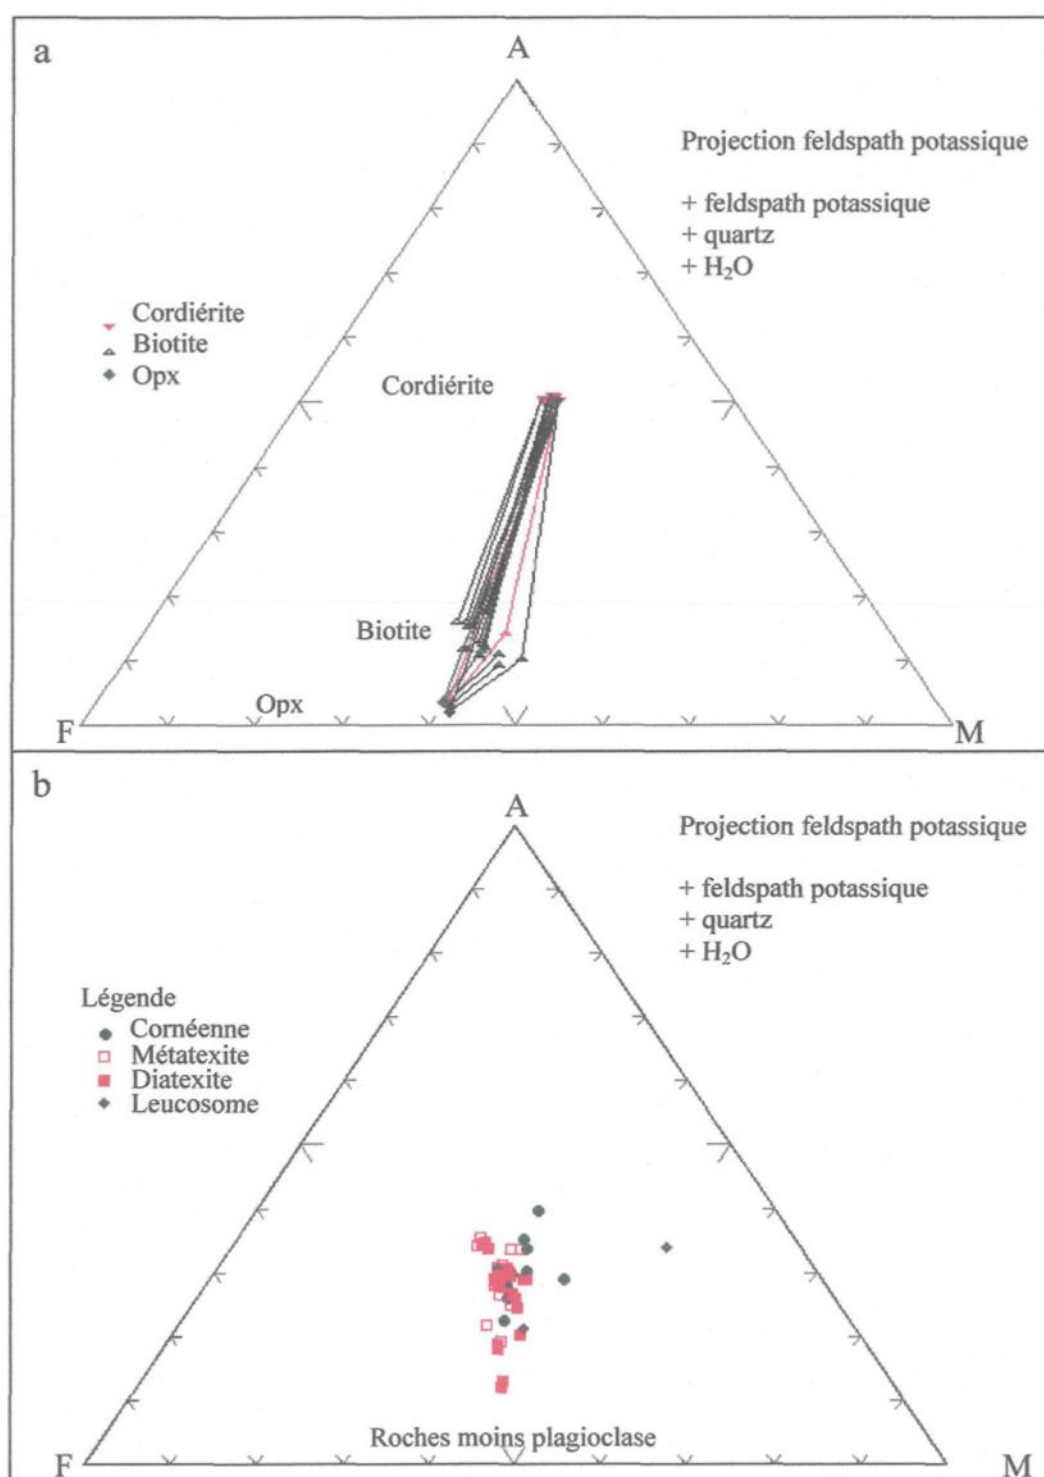 a
A
Projection feldspath potassique
+ feldspath potassique
+ quartz
+ H₂O
Cordiérite
Biotite
Opx
Cordiérite
Biotite
Opx
F
M
b
A
Projection feldspath potassique
+ feldspath potassique
+ quartz
+ H₂O
Légende
Cornéenne
Métatexite
Diatexite
Leucosome
Roches moins plagioclase
F
M